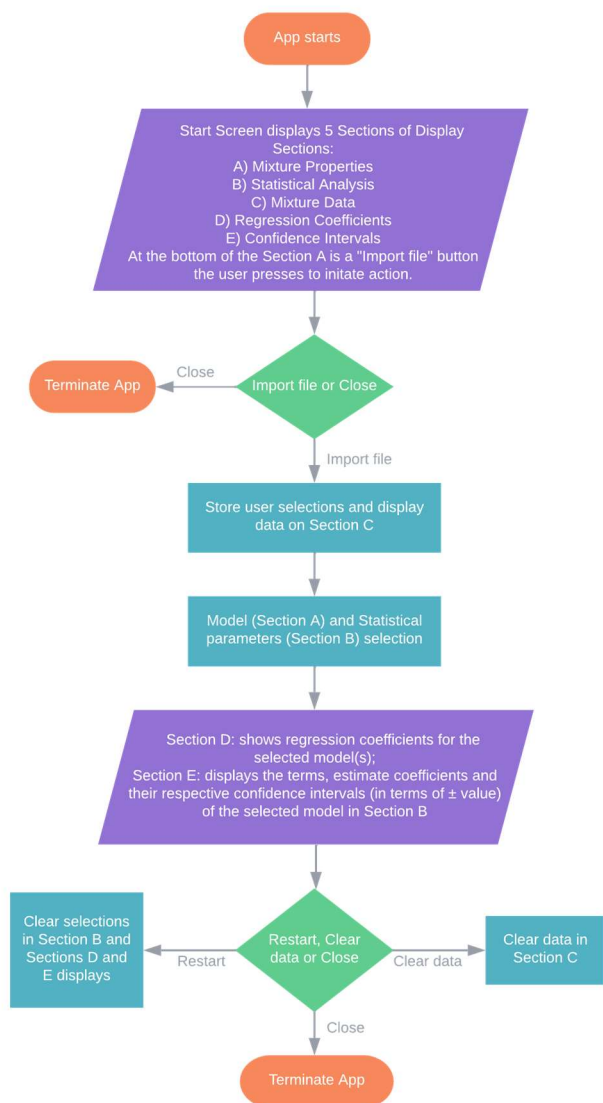 App starts
Start Screen displays 5 Sections of Display
Sections:
A) Mixture Properties
B) Statistical Analysis
C) Mixture Data
D) Regression Coefficients
E) Confidence Intervals
At the bottom of the Section A is a "Import file" button
the user presses to initate action.
Import file or Close
Close
Terminate App
Import file
Store user selections and display
data on Section C
Model (Section A) and Statistical
parameters (Section B) selection
Section D: shows regression coefficients for the
selected model(s);
Section E: displays the terms, estimate coefficients and
their respective confidence intervals (in terms of ± value)
of the selected model in Section B
Restart, Clear
data or Close
Restart
Clear selections
in Section B and
Sections D and
E displays
Clear data
Clear data in
Section C
Close
Terminate App